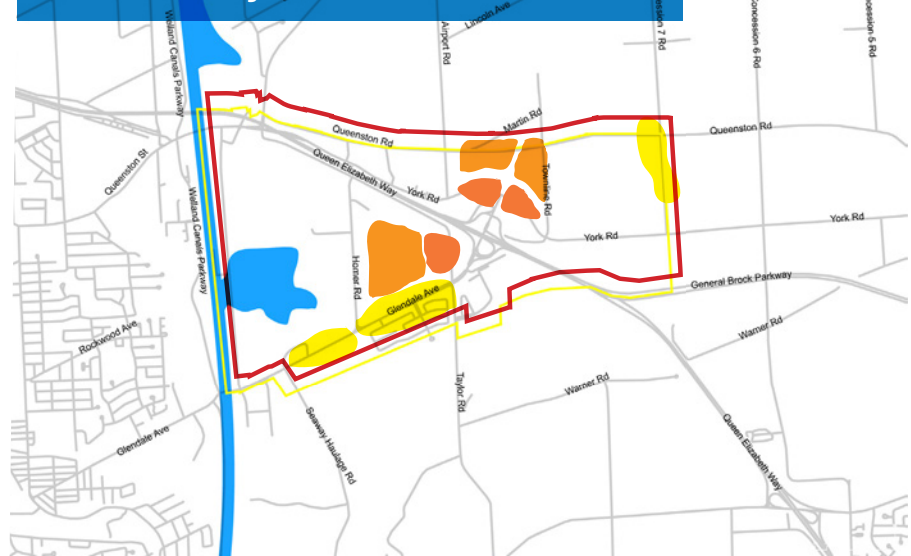 Lincoln Ave
Welland Canals Parkway
Airport Rd
ession 7 Rd
oncession 6 Rd
cession 5 Rd
Martin Rd
Queenston Rd
Queenston Rd
Queenston St
Queen Elizabeth Way
York Rd
Townline Rd
York Rd
York Rd
Welland Canals Parkway
Homer Rd
Glendale Ave
General Brock Parkway
Rockwood Ave
Warner Rd
Warner Rd
Taylor Rd
Seaway Haulage Rd
Glendale Ave
Queen Elizabeth Way